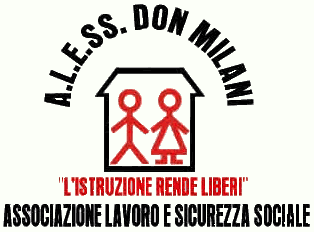 A.L.E.SS. DON MILANI
"L'ISTRUZIONE RENDE LIBERI"
ASSOCIAZIONE LAVORO E SICUREZZA SOCIALE